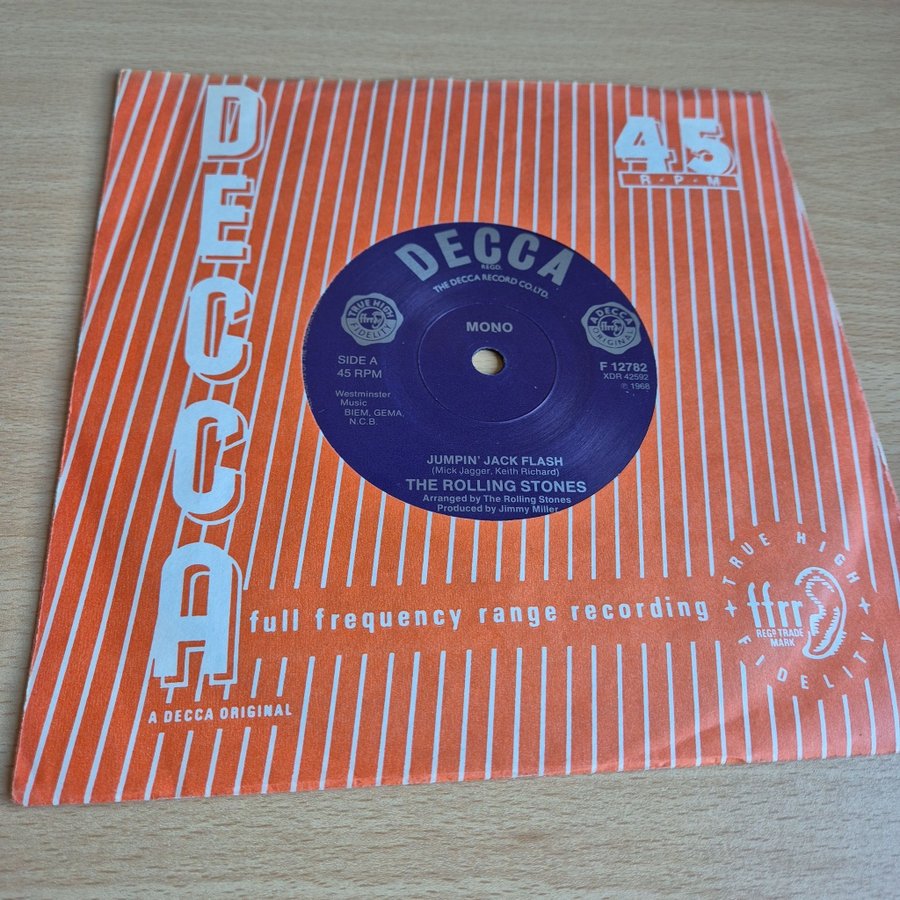 DECCA
45
R·P·M
DECCA
REGD.
THE DECCA RECORD CO.LTD.
TRUE HIGH
ffrr
FIDELITY
MONO
A DECCA
ffrr
ORIGINAL
SIDE A
45 RPM
F 12782
XDR 42592
℗ 1968
Westminster
Music
BIEM, GEMA,
N.C.B.
JUMPIN' JACK FLASH
(Mick Jagger, Keith Richard)
THE ROLLING STONES
Arranged by The Rolling Stones
Produced by Jimmy Miller
full frequency range recording
TRUE HIGH
ffrr
REGD TRADE
MARK
FIDELITY
A DECCA ORIGINAL